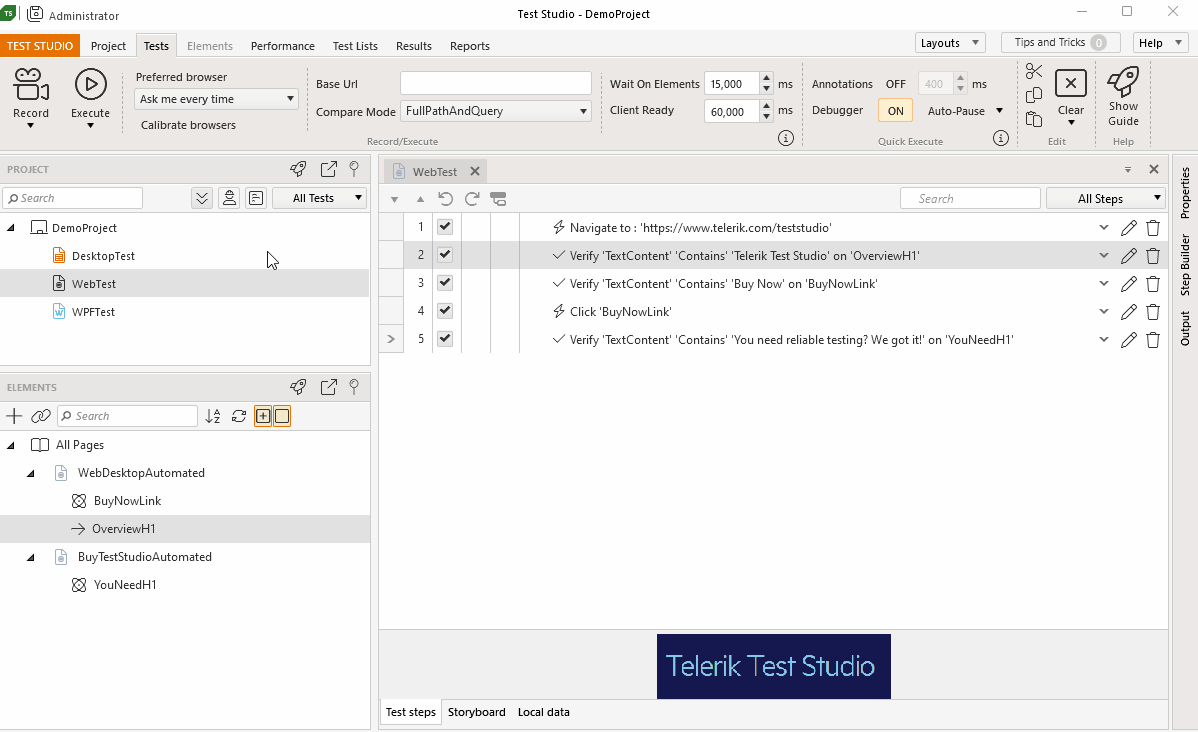 TS Administrator
Test Studio - DemoProject
TEST STUDIO Project Tests Elements Performance Test Lists Results Reports
Layouts Tips and Tricks 0 Help
Record
Execute
Preferred browser
Ask me every time
Calibrate browsers
Base Url
Compare Mode FullPathAndQuery
Record/Execute
Wait On Elements 15,000 ms
Client Ready 60,000 ms
Annotations OFF 400 ms
Debugger ON Auto-Pause
Quick Execute
Clear
Edit
Show
Guide
Help
PROJECT
Search All Tests
DemoProject
DesktopTest
WebTest
WPFTest
ELEMENTS
Search
All Pages
WebDesktopAutomated
BuyNowLink
OverviewH1
BuyTestStudioAutomated
YouNeedH1
WebTest
Search All Steps
1 Navigate to : 'https://www.telerik.com/teststudio'
2 Verify 'TextContent' 'Contains' 'Telerik Test Studio' on 'OverviewH1'
3 Verify 'TextContent' 'Contains' 'Buy Now' on 'BuyNowLink'
4 Click 'BuyNowLink'
5 Verify 'TextContent' 'Contains' 'You need reliable testing? We got it!' on 'YouNeedH1'
Telerik Test Studio
Test steps Storyboard Local data
Properties
Step Builder
Output